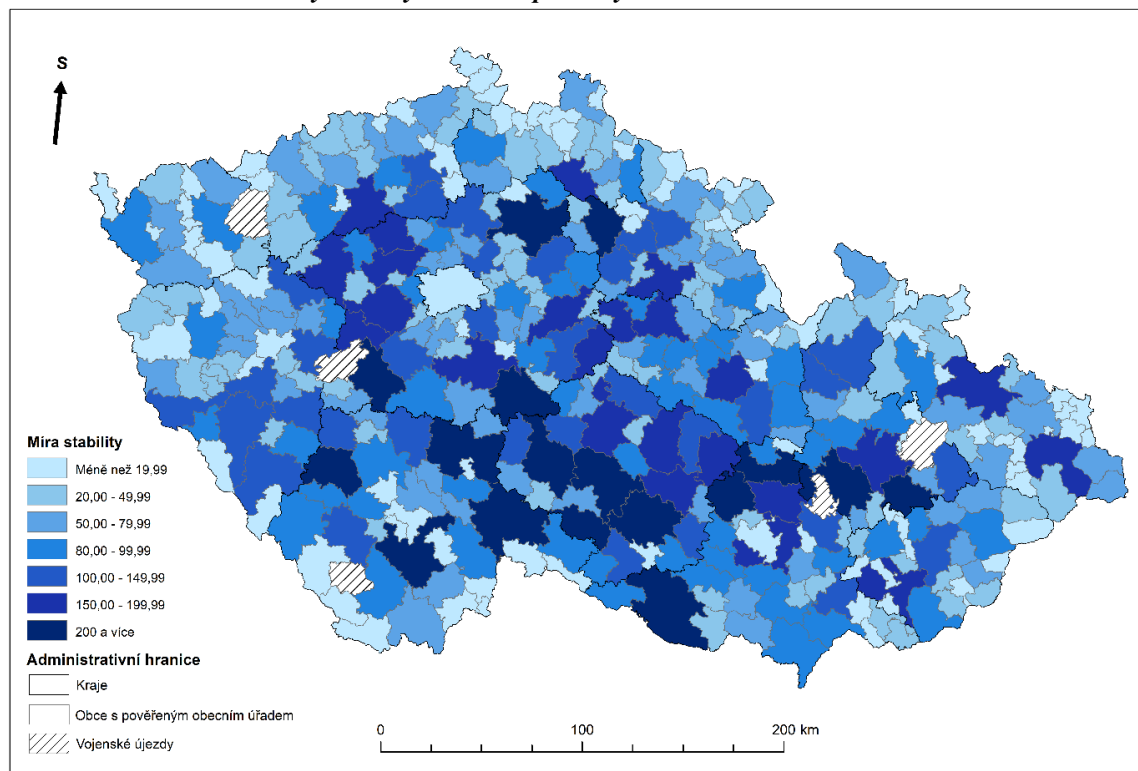 S
Míra stability
Méně než 19,99
20,00 - 49,99
50,00 - 79,99
80,00 - 99,99
100,00 - 149,99
150,00 - 199,99
200 a více
Administrativní hranice
Kraje
Obce s pověřeným obecním úřadem
Vojenské újezdy
0 100 200 km